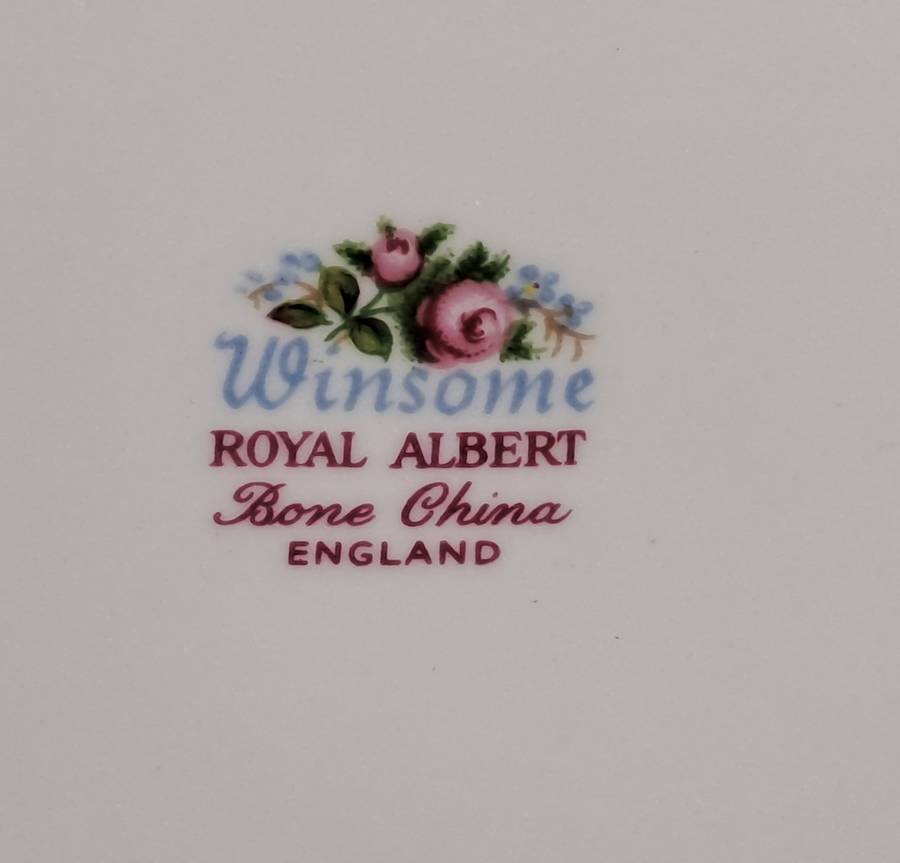 Winsome
ROYAL ALBERT
Bone China
ENGLAND